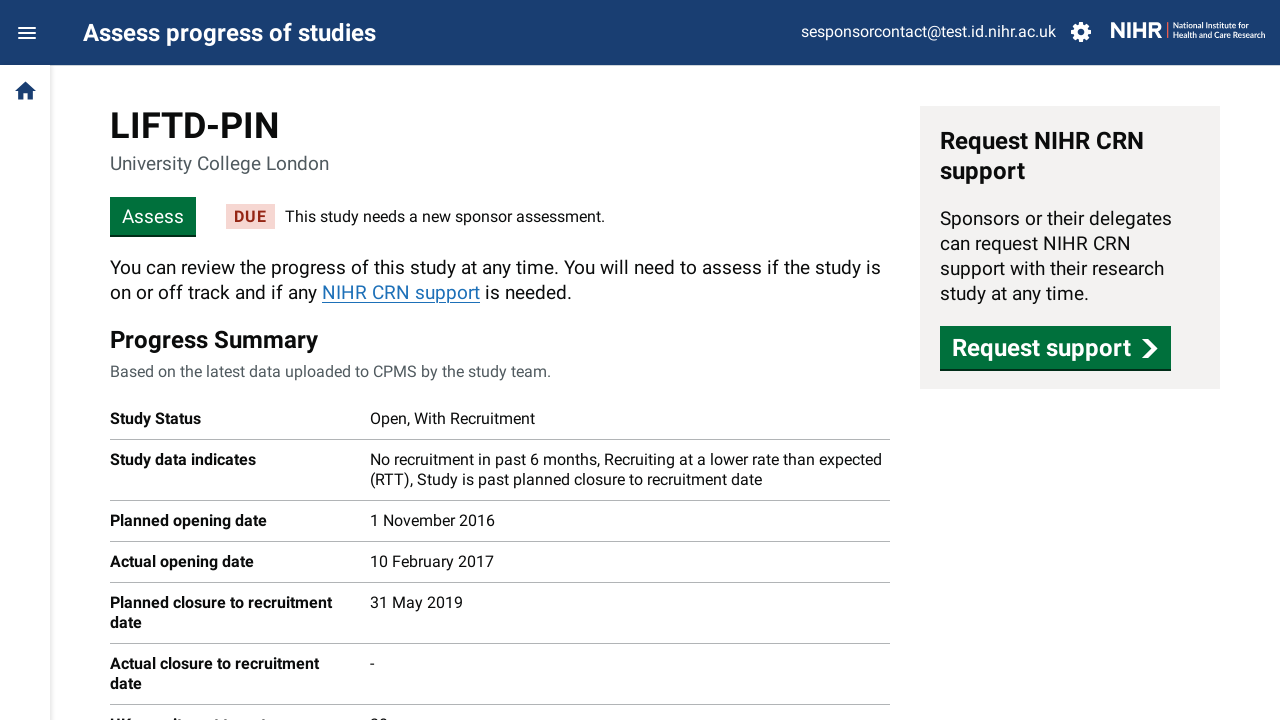 Assess progress of studies
sesponsorcontact@test.id.nihr.ac.uk
NIHR | National Institute for
Health and Care Research
LIFTD-PIN
University College London
Assess
DUE This study needs a new sponsor assessment.
You can review the progress of this study at any time. You will need to assess if the study is
on or off track and if any NIHR CRN support is needed.
Progress Summary
Based on the latest data uploaded to CPMS by the study team.
Study Status Open, With Recruitment
Study data indicates No recruitment in past 6 months, Recruiting at a lower rate than expected
(RTT), Study is past planned closure to recruitment date
Planned opening date 1 November 2016
Actual opening date 10 February 2017
Planned closure to recruitment 31 May 2019
date
Actual closure to recruitment -
date
Request NIHR CRN
support
Sponsors or their delegates
can request NIHR CRN
support with their research
study at any time.
Request support